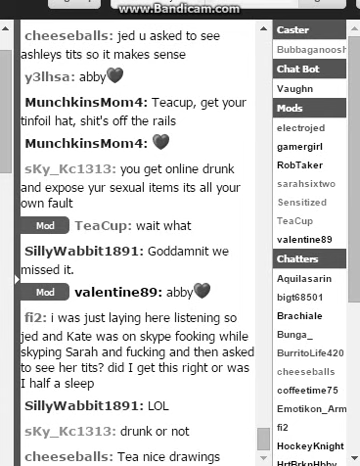 www.Bandicam.com
cheeseballs: jed u asked to see
ashleys tits so it makes sense
y3lhsa: abby🖤
MunchkinsMom4: Teacup, get your
tinfoil hat, shit's off the rails
MunchkinsMom4: 🖤
sKy_Kc1313: you get online drunk
and expose yur sexual items its all your
own fault
Mod TeaCup: wait what
SillyWabbit1891: Goddamnit we
missed it.
Mod valentine89: abby🖤
fi2: i was just laying here listening so
jed and Kate was on skype fooking while
skyping Sarah and fucking and then asked
to see her tits? did I get this right or was
I half a sleep
SillyWabbit1891: LOL
sKy_Kc1313: drunk or not
cheeseballs: Tea nice drawings
Caster
Bubbaganoosh
Chat Bot
Vaughn
Mods
electrojed
gamergirl
RobTaker
sarahsixtwo
Sensitized
TeaCup
valentine89
Chatters
Aquilasarin
bigt68501
Brachiale
Bunga_
BurritoLife420
cheeseballs
coffeetime75
Emotikon_Arm
fi2
HockeyKnight
HrtBrknHbby